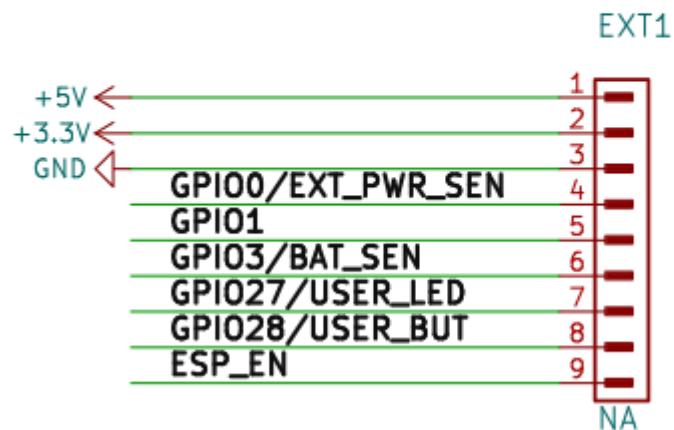 EXT1
+5V 1
+3.3V 2
GND 3
GPIO0/EXT_PWR_SEN 4
GPIO1 5
GPIO3/BAT_SEN 6
GPIO27/USER_LED 7
GPIO28/USER_BUT 8
ESP_EN 9
NA